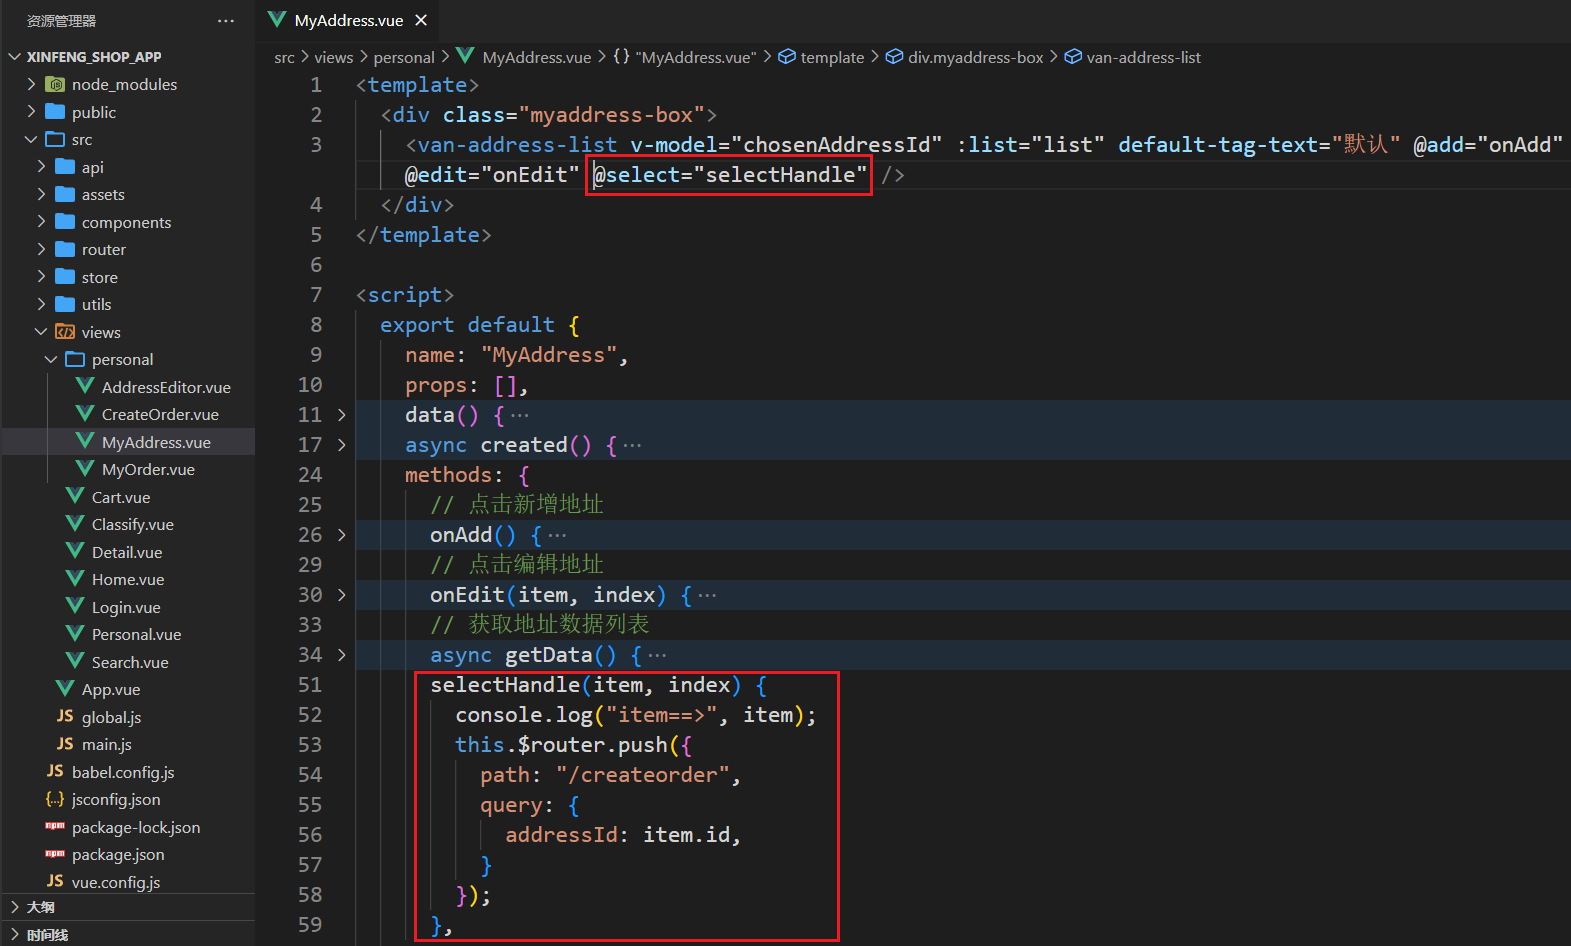 资源管理器
···
XINFENG_SHOP_APP
node_modules
public
src
api
assets
components
router
store
utils
views
personal
AddressEditor.vue
CreateOrder.vue
MyAddress.vue
MyOrder.vue
Cart.vue
Classify.vue
Detail.vue
Home.vue
Login.vue
Personal.vue
Search.vue
App.vue
JS global.js
JS main.js
JS babel.config.js
{..} jsconfig.json
npm package-lock.json
npm package.json
JS vue.config.js
大纲
时间线
MyAddress.vue ×
src > views > personal > MyAddress.vue > {} "MyAddress.vue" > template > div.myaddress-box > van-address-list
1 <template>
2 <div class="myaddress-box">
3 <van-address-list v-model="chosenAddressId" :list="list" default-tag-text="默认" @add="onAdd"
@edit="onEdit" @select="selectHandle" />
4 </div>
5 </template>
6
7 <script>
8 export default {
9 name: "MyAddress",
10 props: [],
11 data() { ···
17 async created() { ···
24 methods: {
25 // 点击新增地址
26 onAdd() { ···
29 // 点击编辑地址
30 onEdit(item, index) { ···
33 // 获取地址数据列表
34 async getData() { ···
51 selectHandle(item, index) {
52 console.log("item==>", item);
53 this.$router.push({
54 path: "/createorder",
55 query: {
56 addressId: item.id,
57 }
58 });
59 },